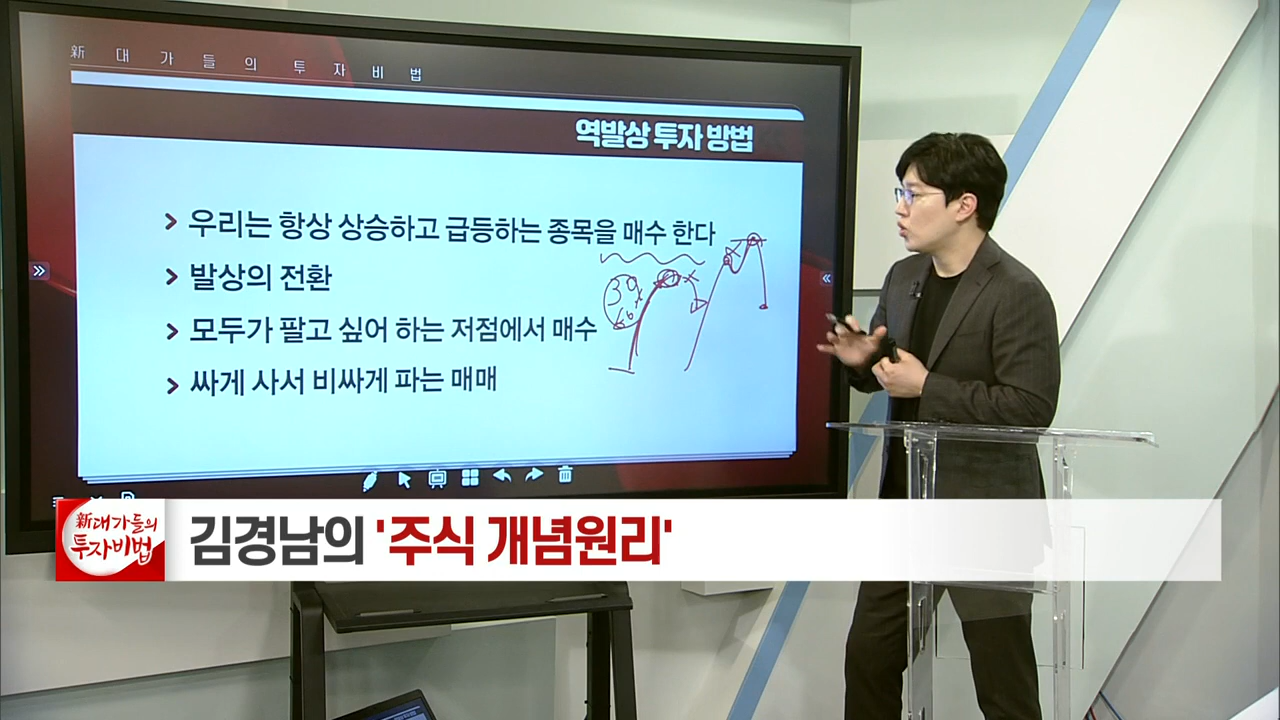 新 대 가 들 의 투 자 비 법
역발상 투자 방법
우리는 항상 상승하고 급등하는 종목을 매수 한다
발상의 전환
모두가 팔고 싶어 하는 저점에서 매수
싸게 사서 비싸게 파는 매매
新대가들의
투자비법
김경남의 '주식 개념원리'